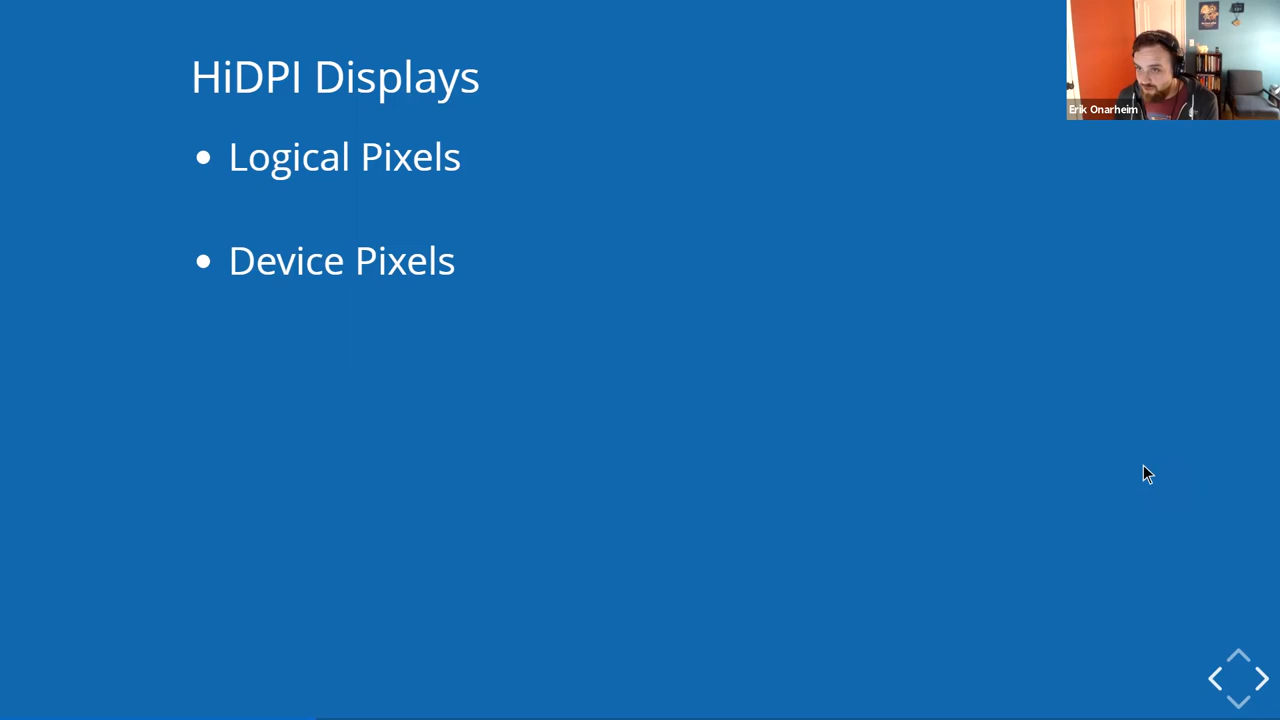 HiDPI Displays
Logical Pixels
Device Pixels
Erik Onarheim